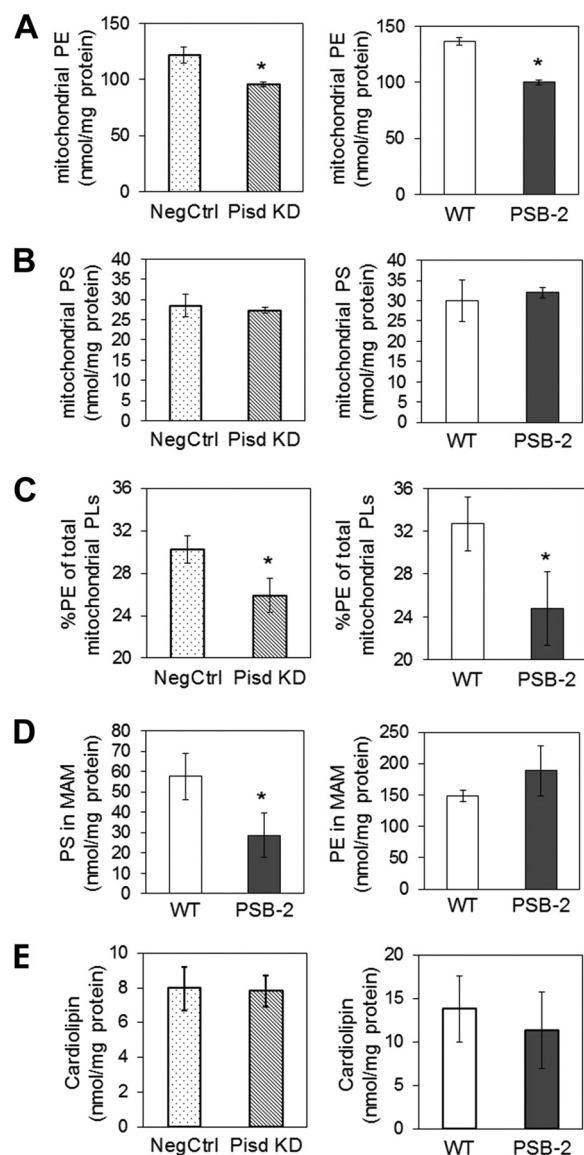 A
mitochondrial PE
(nmol/mg protein)
150
100
50
0
*
NegCtrl Pisd KD
mitochondrial PE
(nmol/mg protein)
150
100
50
0
*
WT PSB-2
B
mitochondrial PS
(nmol/mg protein)
40
35
30
25
20
15
10
5
0
NegCtrl Pisd KD
mitochondrial PS
(nmol/mg protein)
40
35
30
25
20
15
10
5
0
WT PSB-2
C
%PE of total
mitochondrial PLs
36
32
28
24
20
*
NegCtrl Pisd KD
%PE of total
mitochondrial PLs
36
32
28
24
20
*
WT PSB-2
D
PS in MAM
(nmol/mg protein)
80
70
60
50
40
30
20
10
0
*
WT PSB-2
PE in MAM
(nmol/mg protein)
250
200
150
100
50
0
WT PSB-2
E
Cardiolipin
(nmol/mg protein)
10
8
6
4
2
0
NegCtrl Pisd KD
Cardiolipin
(nmol/mg protein)
20
15
10
5
0
WT PSB-2